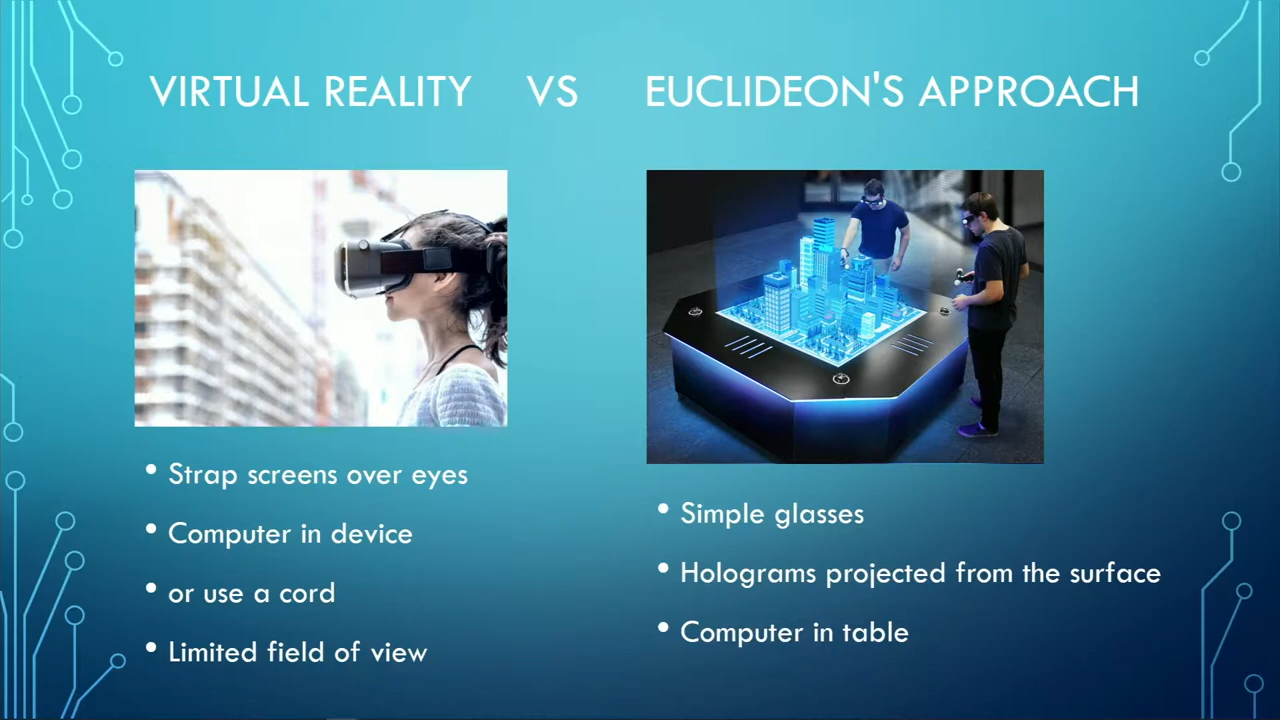 VIRTUAL REALITY VS EUCLIDEON'S APPROACH
• Strap screens over eyes
• Computer in device
• or use a cord
• Limited field of view
• Simple glasses
• Holograms projected from the surface
• Computer in table